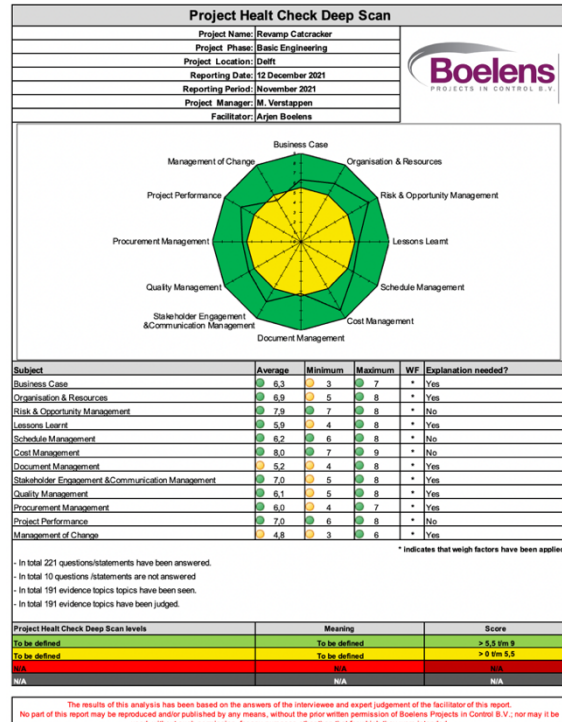 Project Healt Check Deep Scan
Project Name: Revamp Catcracker
Project Phase: Basic Engineering
Project Location: Delft
Reporting Date: 12 December 2021
Reporting Period: November 2021
Project Manager: M. Verstappen
Facilitator: Arjen Boelens
Boelens
PROJECTS IN CONTROL B.V.
Business Case
Management of Change
Organisation & Resources
Project Performance
Risk & Opportunity Management
Procurement Management
Lessons Learnt
Quality Management
Schedule Management
Stakeholder Engagement
&Communication Management
Cost Management
Document Management
Subject Average Minimum Maximum WF Explanation needed?
Business Case 6,3 3 7 * Yes
Organisation & Resources 6,9 5 8 * Yes
Risk & Opportunity Management 7,9 7 8 * No
Lessons Learnt 5,9 4 8 * Yes
Schedule Management 6,2 6 8 * No
Cost Management 8,0 7 9 * No
Document Management 5,2 4 8 * Yes
Stakeholder Engagement &Communication Management 7,0 5 8 * Yes
Quality Management 6,1 5 8 * Yes
Procurement Management 6,0 4 7 * Yes
Project Performance 7,0 6 8 * No
Management of Change 4,8 3 6 * Yes
* indicates that weigh factors have been applied
- In total 221 questions/statements have been answered.
- In total 10 questions /statements are not answered
- In total 191 evidence topics topics have been seen.
- In total 191 evidence topics have been judged.
Project Healt Check Deep Scan levels Meaning Score
To be defined To be defined > 5,5 t/m 9
To be defined To be defined > 0 t/m 5,5
N/A N/A N/A
N/A N/A N/A
The results of this analysis has been based on the answers of the interviewee and expert judgement of the facilitator of this report.
No part of this report may be reproduced and/or published by any means, without the prior written permission of Boelens Projects in Control B.V.; nor may it be